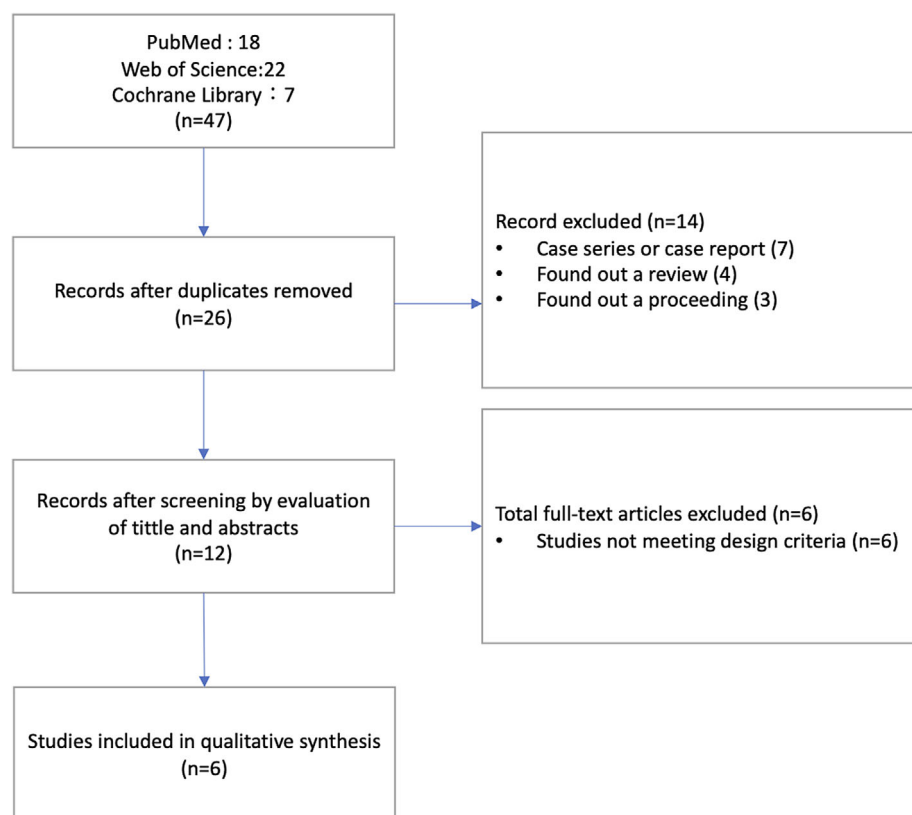 PubMed : 18
Web of Science:22
Cochrane Library：7
(n=47)
Records after duplicates removed
(n=26)
Record excluded (n=14)
• Case series or case report (7)
• Found out a review (4)
• Found out a proceeding (3)
Records after screening by evaluation
of tittle and abstracts
(n=12)
Total full-text articles excluded (n=6)
• Studies not meeting design criteria (n=6)
Studies included in qualitative synthesis
(n=6)